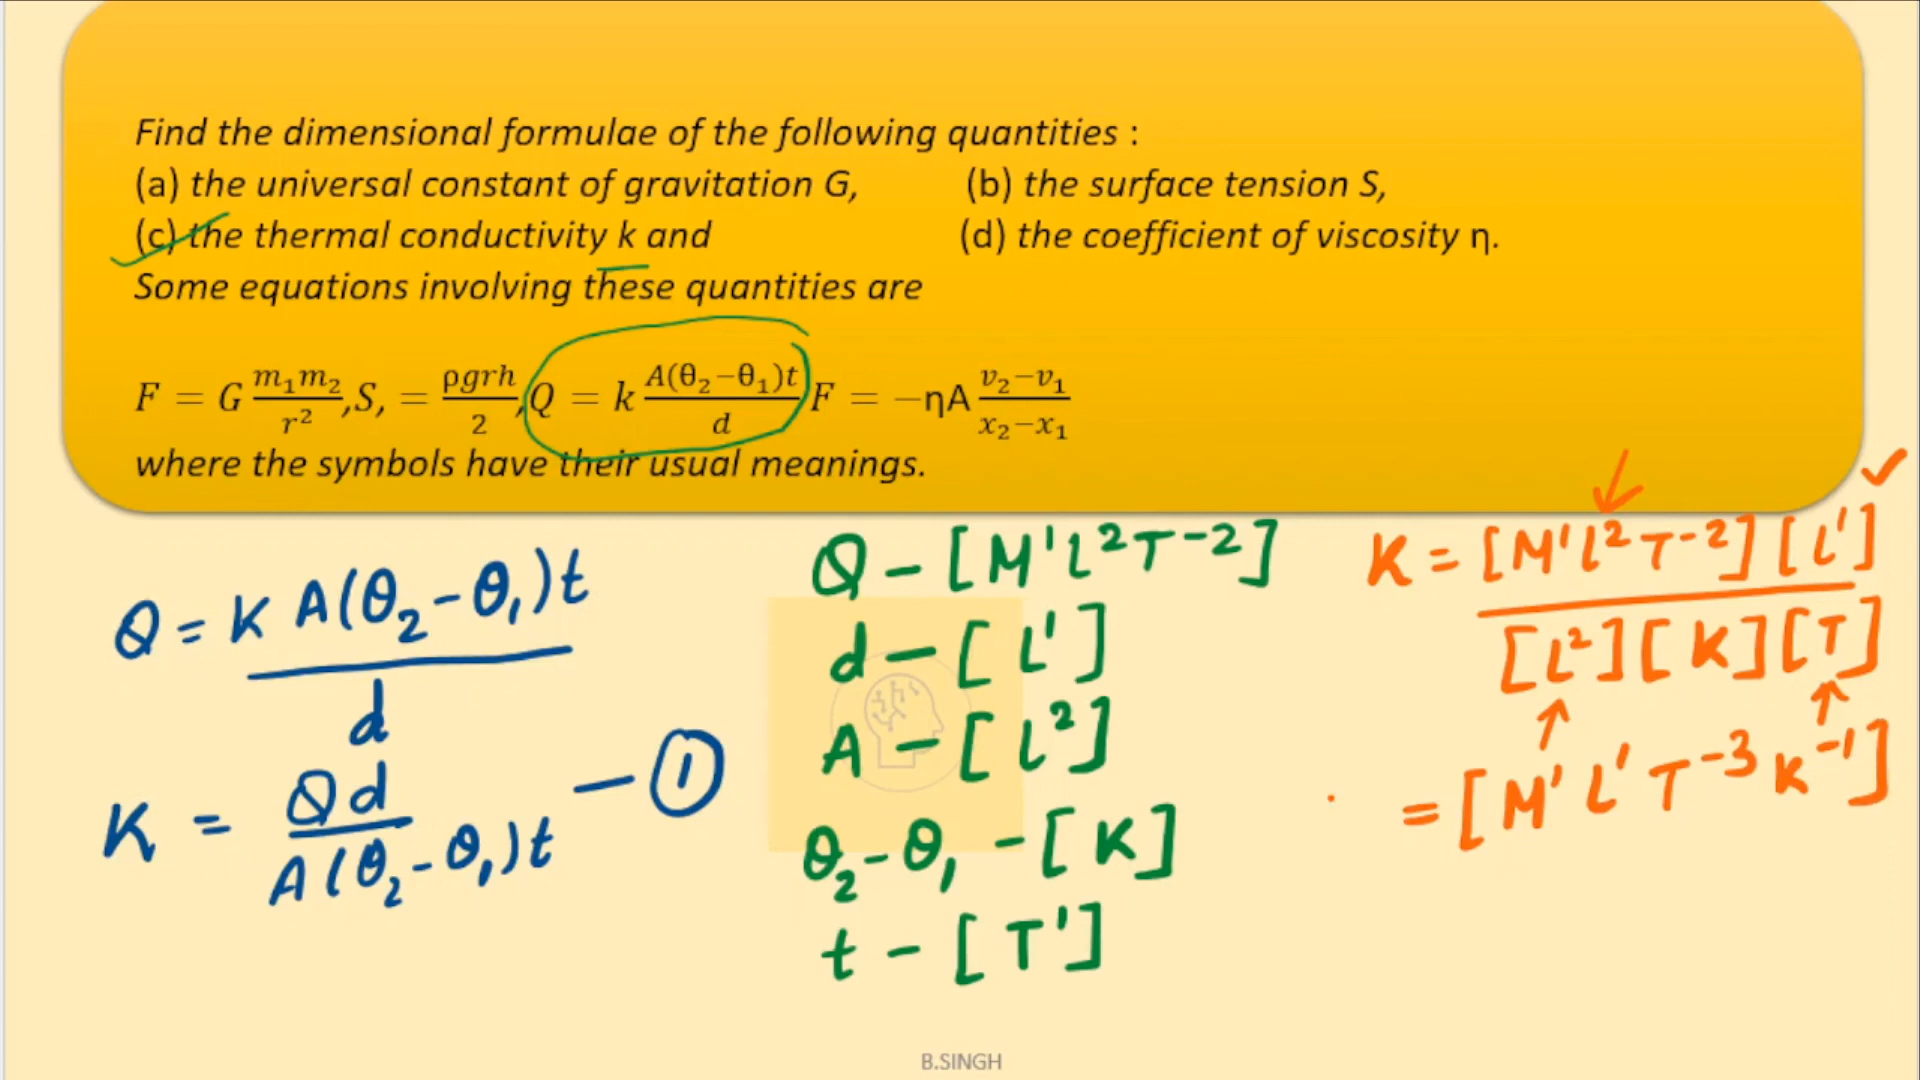 Find the dimensional formulae of the following quantities :
(a) the universal constant of gravitation G, (b) the surface tension S,
(c) the thermal conductivity k and (d) the coefficient of viscosity η.
Some equations involving these quantities are
F = G m₁m₂/r² ,S, = ρgrh/2 ,Q = k A(θ₂−θ₁)t/d F = −ηA v₂−v₁/x₂−x₁
where the symbols have their usual meanings.
Q = K A(θ₂-θ₁)t/d
K = Qd/A(θ₂-θ₁)t — ①
Q - [M¹L²T⁻²]
d - [L¹]
A - [L²]
θ₂-θ₁ - [K]
t - [T¹]
K = [M¹L²T⁻²][L¹]/[L²][K][T]
= [M¹L¹T⁻³K⁻¹]
B.SINGH